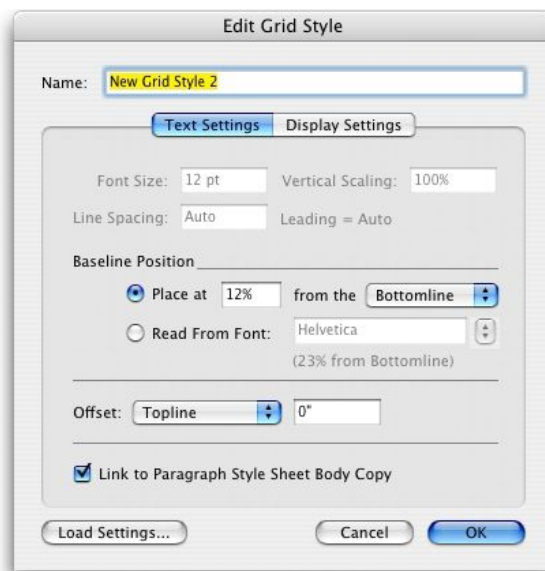 Edit Grid Style
Name: New Grid Style 2
Text Settings Display Settings
Font Size: 12 pt Vertical Scaling: 100%
Line Spacing: Auto Leading = Auto
Baseline Position
Place at 12% from the Bottomline
Read From Font: Helvetica
(23% from Bottomline)
Offset: Topline 0"
Link to Paragraph Style Sheet Body Copy
Load Settings... Cancel OK